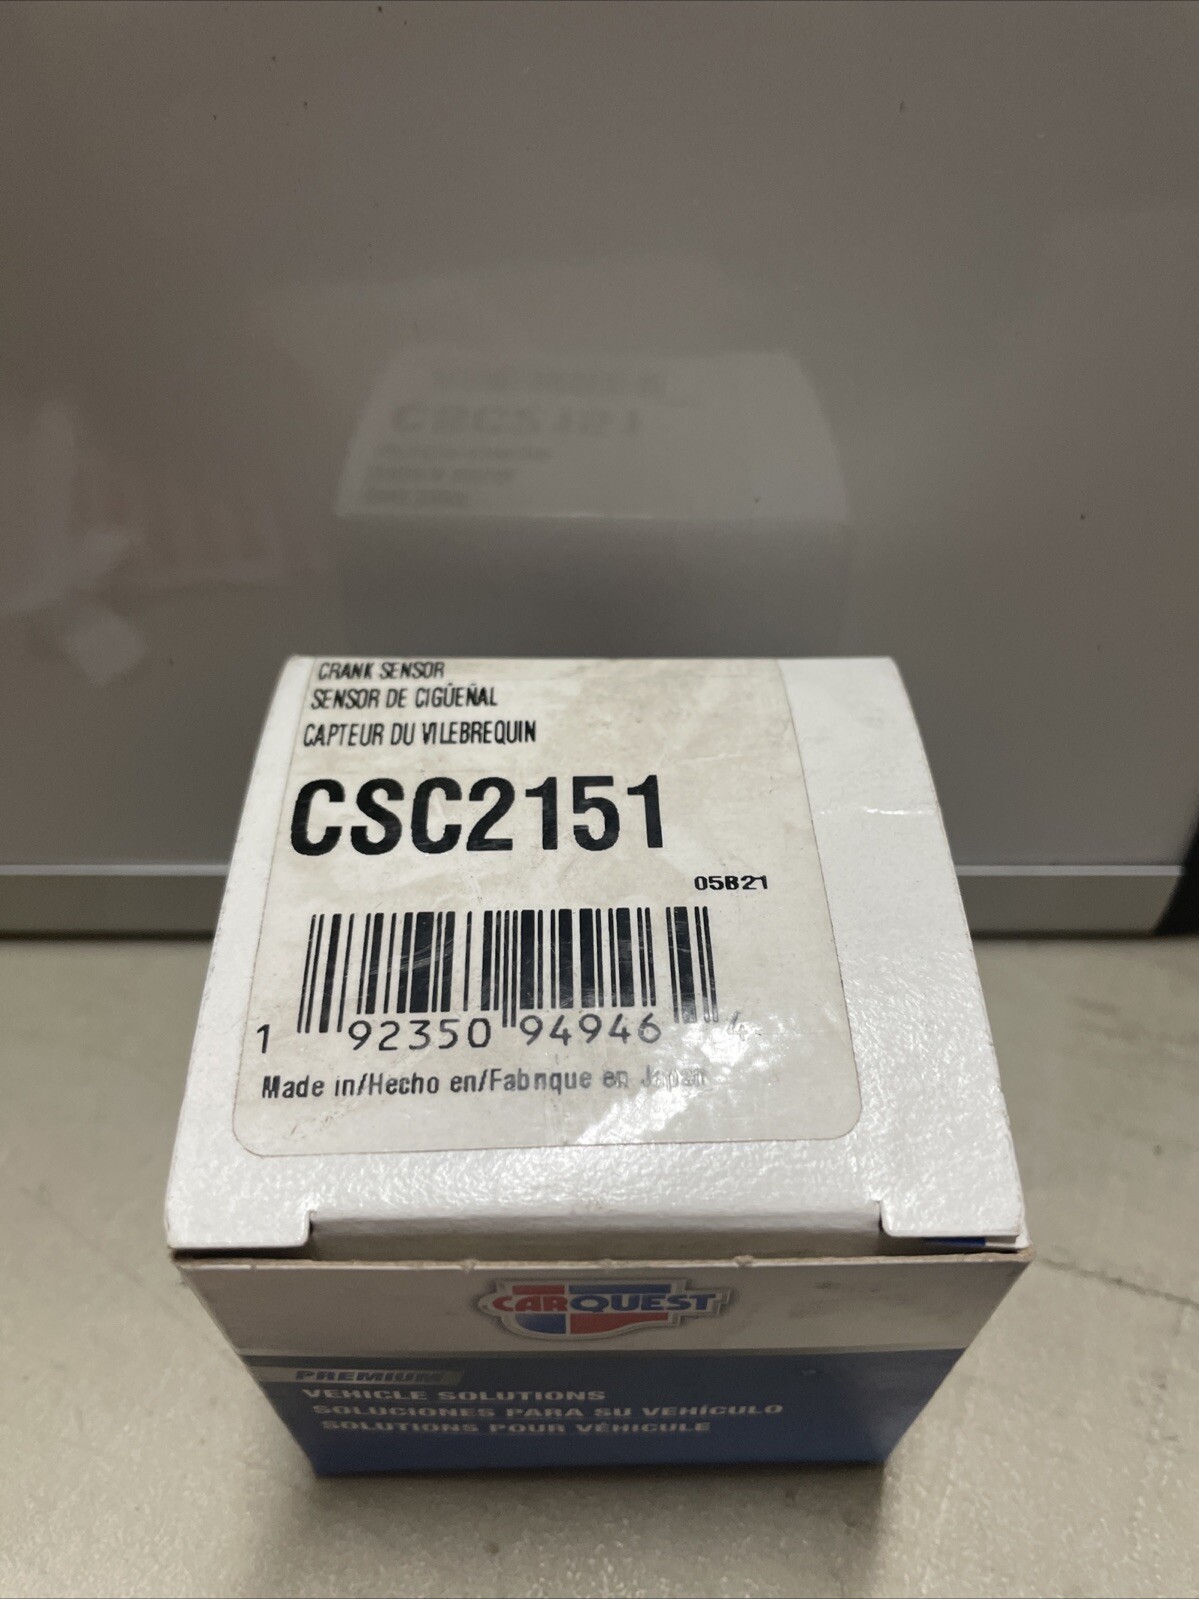 CRANK SENSOR
SENSOR DE CIGÜEÑAL
CAPTEUR DU VILEBREQUIN
CSC2151
05B21
1 92350 94946 4
Made in/Hecho en/Fabrique en Japan
CARQUEST
PREMIUM
VEHICLE SOLUTIONS
SOLUCIONES PARA SU VEHÍCULO
SOLUTIONS POUR VÉHICULE